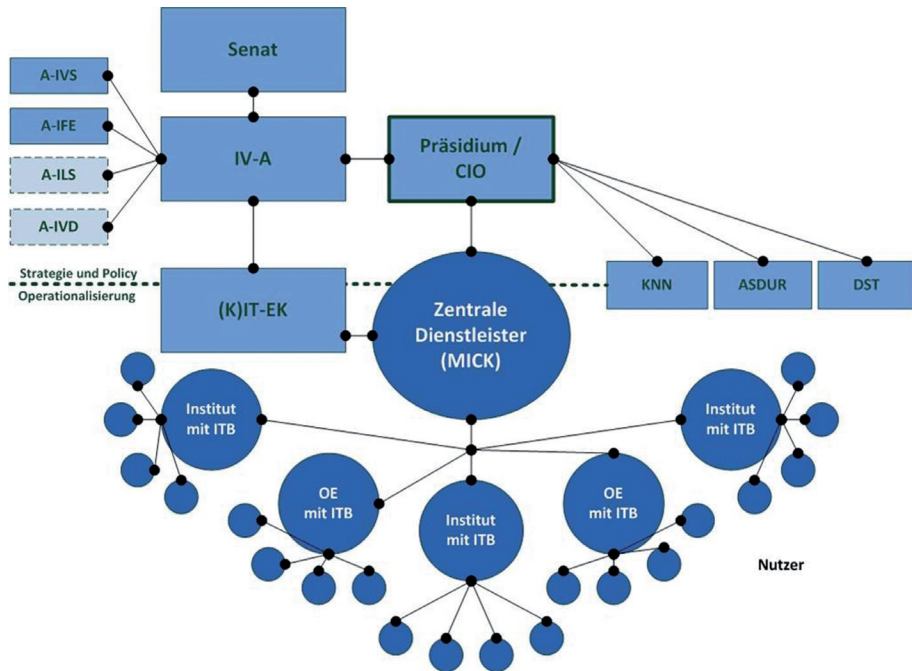 Senat
A-IVS
A-IFE
A-ILS
A-IVD
IV-A
Präsidium /
CIO
Strategie und Policy
Operationalisierung
(K)IT-EK
Zentrale
Dienstleister
(MICK)
KNN
ASDUR
DST
Institut
mit ITB
Institut
mit ITB
OE
mit ITB
Institut
mit ITB
OE
mit ITB
Nutzer